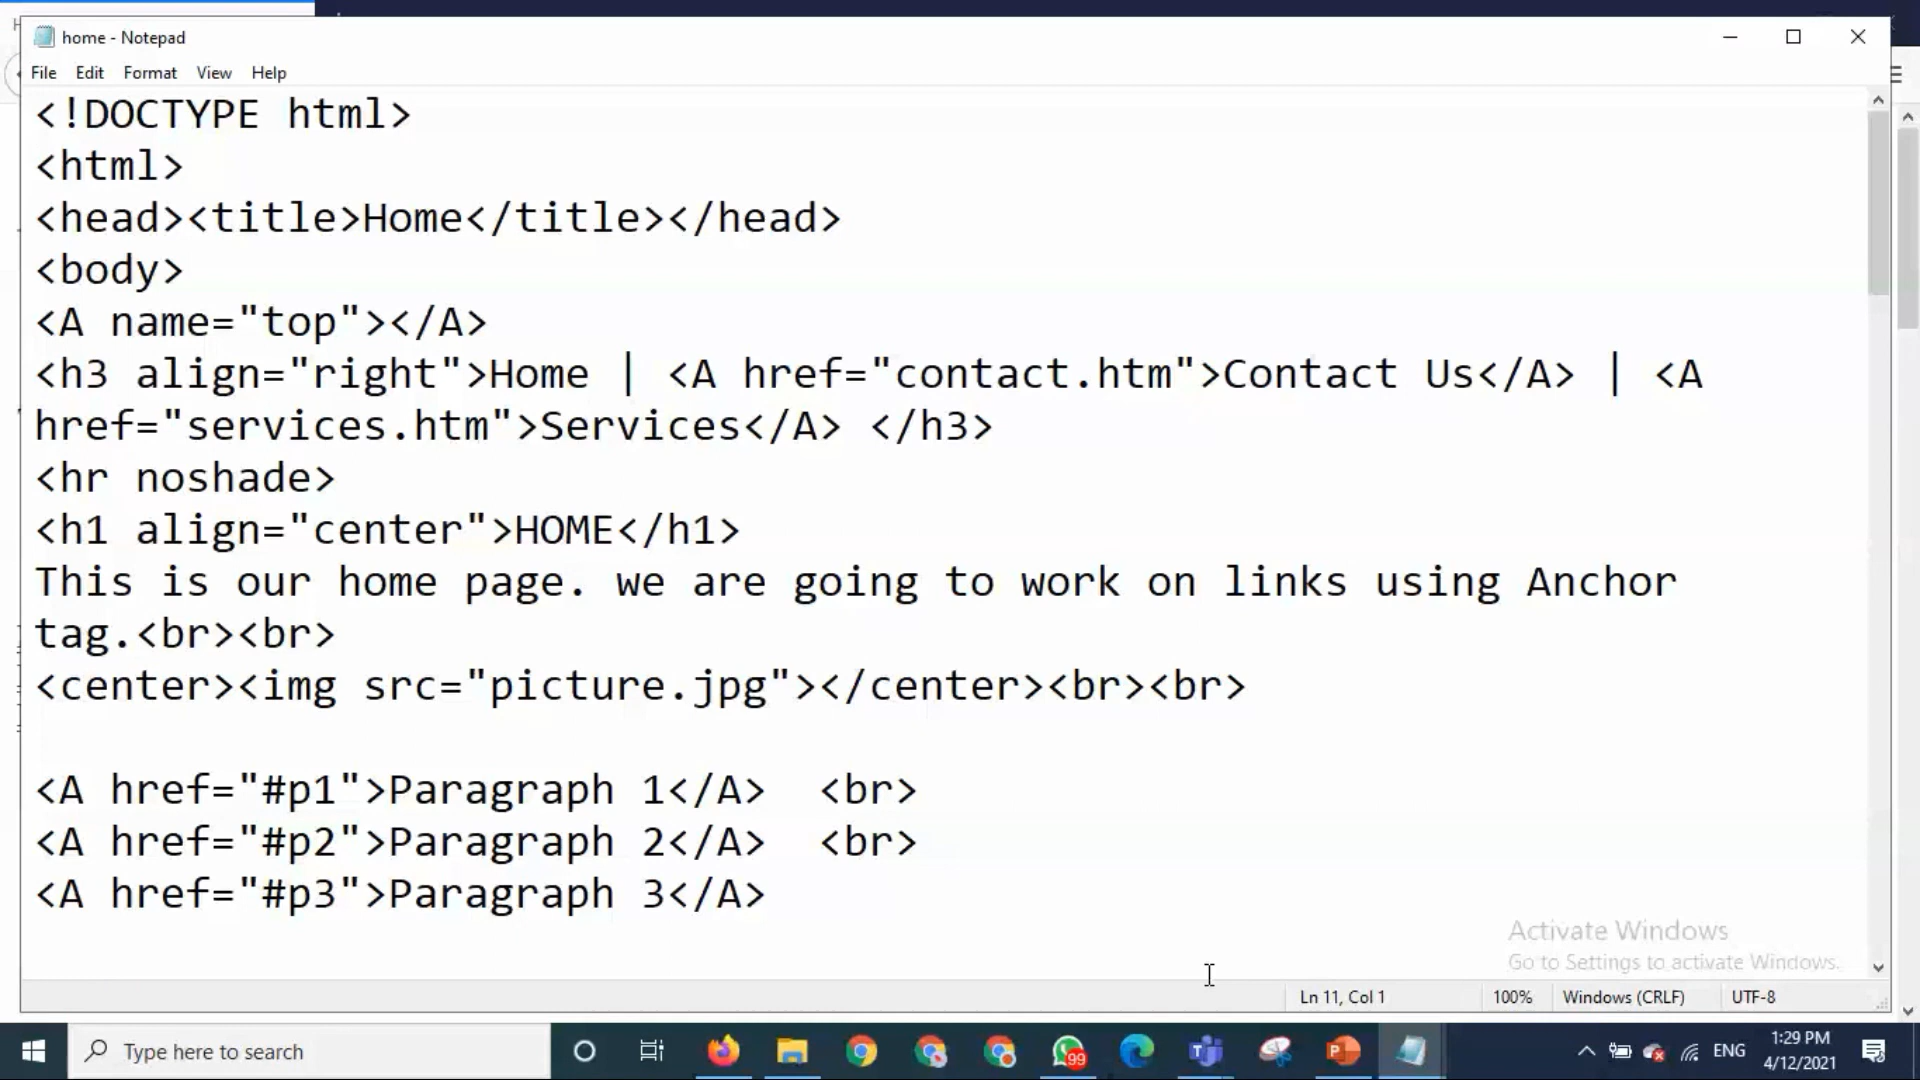 home - Notepad
File Edit Format View Help
<!DOCTYPE html>
<html>
<head><title>Home</title></head>
<body>
<A name="top"></A>
<h3 align="right">Home | <A href="contact.htm">Contact Us</A> | <A
href="services.htm">Services</A> </h3>
<hr noshade>
<h1 align="center">HOME</h1>
This is our home page. we are going to work on links using Anchor
tag.<br><br>
<center><img src="picture.jpg"></center><br><br>
<A href="#p1">Paragraph 1</A>  <br>
<A href="#p2">Paragraph 2</A>  <br>
<A href="#p3">Paragraph 3</A>
Activate Windows
Go to Settings to activate Windows.
Ln 11, Col 1 100% Windows (CRLF) UTF-8
Type here to search
99
ENG
1:29 PM
4/12/2021